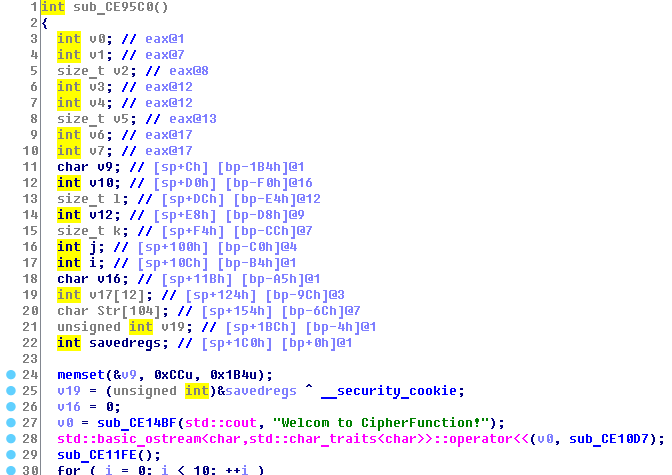 1 int sub_CE95C0()
2 {
3 int v0; // eax@1
4 int v1; // eax@7
5 size_t v2; // eax@8
6 int v3; // eax@12
7 int v4; // eax@12
8 size_t v5; // eax@13
9 int v6; // eax@17
10 int v7; // eax@17
11 char v9; // [sp+Ch] [bp-1B4h]@1
12 int v10; // [sp+D0h] [bp-F0h]@16
13 size_t l; // [sp+DCh] [bp-E4h]@12
14 int v12; // [sp+E8h] [bp-D8h]@9
15 size_t k; // [sp+F4h] [bp-CCh]@7
16 int j; // [sp+100h] [bp-C0h]@4
17 int i; // [sp+10Ch] [bp-B4h]@1
18 char v16; // [sp+11Bh] [bp-A5h]@1
19 int v17[12]; // [sp+124h] [bp-9Ch]@3
20 char Str[104]; // [sp+154h] [bp-6Ch]@7
21 unsigned int v19; // [sp+1BCh] [bp-4h]@1
22 int savedregs; // [sp+1C0h] [bp+0h]@1
23
24 memset(&v9, 0xCCu, 0x1B4u);
25 v19 = (unsigned int)&savedregs ^ __security_cookie;
26 v16 = 0;
27 v0 = sub_CE14BF(std::cout, "Welcom to CipherFunction!");
28 std::basic_ostream<char,std::char_traits<char>>::operator<<(v0, sub_CE10D7);
29 sub_CE11FE();
30 for ( i = 0; i < 10; ++i )